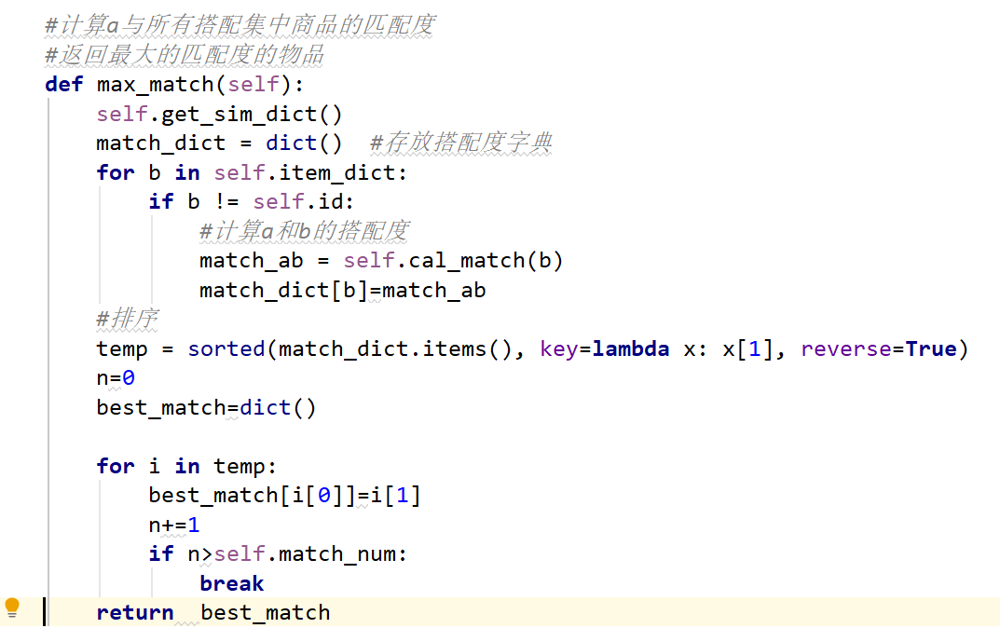 #计算a与所有搭配集中商品的匹配度
#返回最大的匹配度的物品
def max_match(self):
    self.get_sim_dict()
    match_dict = dict()  #存放搭配度字典
    for b in self.item_dict:
        if b != self.id:
            #计算a和b的搭配度
            match_ab = self.cal_match(b)
            match_dict[b]=match_ab
    #排序
    temp = sorted(match_dict.items(), key=lambda x: x[1], reverse=True)
    n=0
    best_match=dict()
    for i in temp:
        best_match[i[0]]=i[1]
        n+=1
        if n>self.match_num:
            break
    return  best_match